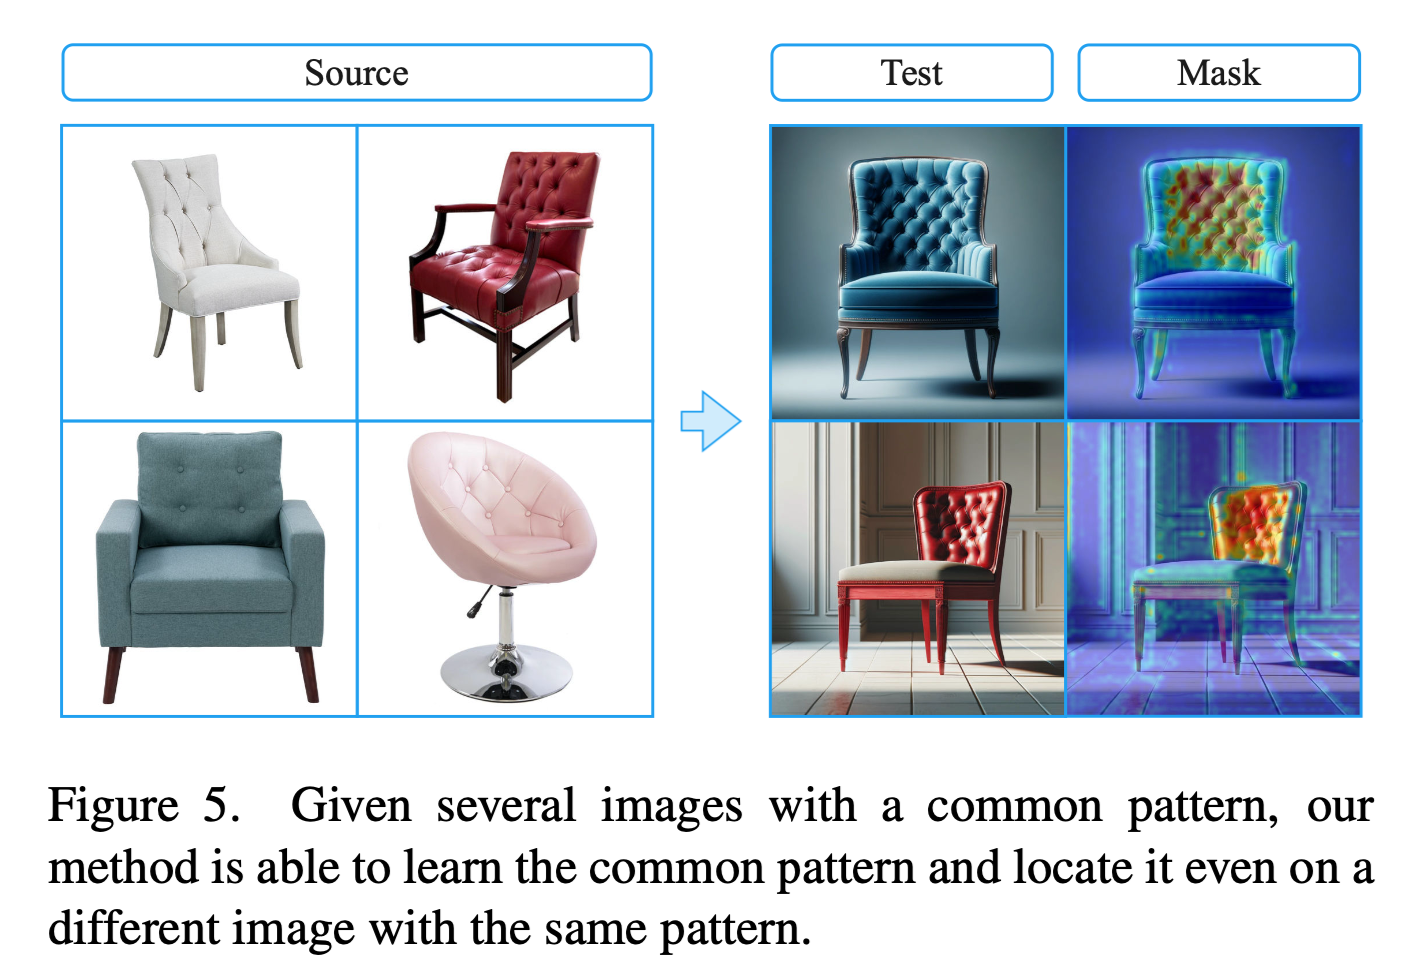 Source
Test
Mask
Figure 5. Given several images with a common pattern, our
method is able to learn the common pattern and locate it even on a
different image with the same pattern.